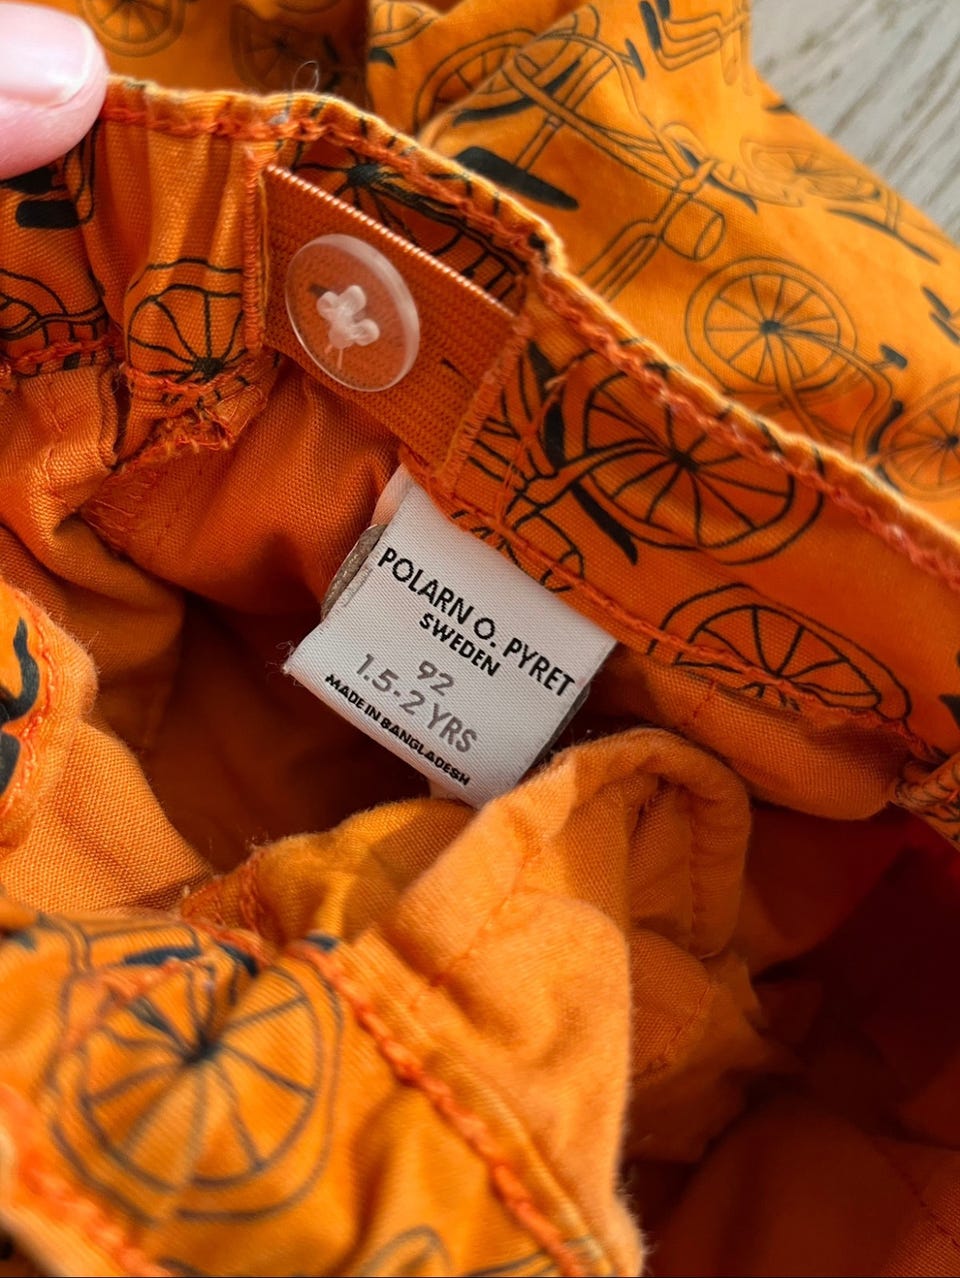 POLARN O. PYRET
SWEDEN
92
1.5-2 YRS
MADE IN BANGLADESH